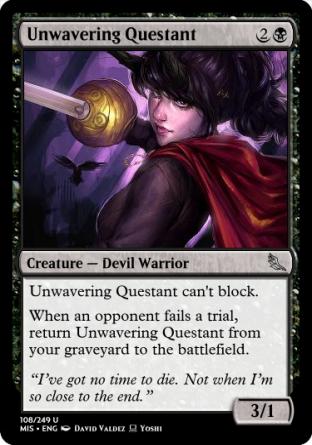 Unwavering Questant 2
Creature — Devil Warrior
Unwavering Questant can't block.
When an opponent fails a trial,
return Unwavering Questant from
your graveyard to the battlefield.
“I've got no time to die. Not when I'm
so close to the end.”
3/1
108/249 U
MIS • ENG David Valdez Yoshi